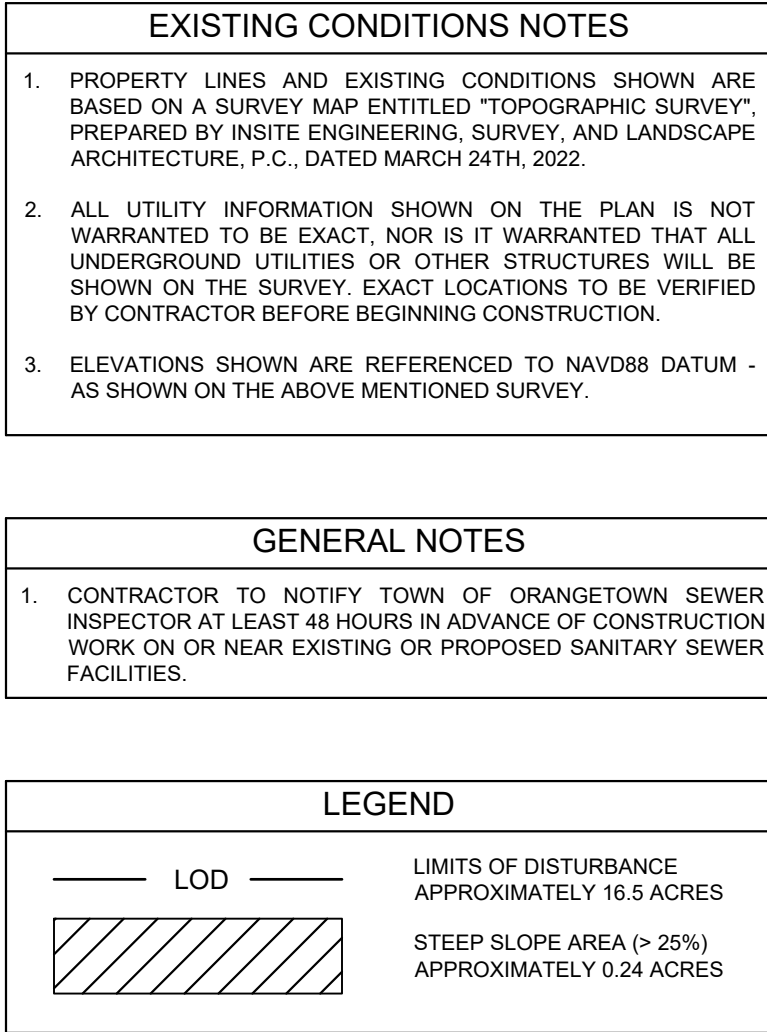 EXISTING CONDITIONS NOTES
1. PROPERTY LINES AND EXISTING CONDITIONS SHOWN ARE
BASED ON A SURVEY MAP ENTITLED "TOPOGRAPHIC SURVEY",
PREPARED BY INSITE ENGINEERING, SURVEY, AND LANDSCAPE
ARCHITECTURE, P.C., DATED MARCH 24TH, 2022.
2. ALL UTILITY INFORMATION SHOWN ON THE PLAN IS NOT
WARRANTED TO BE EXACT, NOR IS IT WARRANTED THAT ALL
UNDERGROUND UTILITIES OR OTHER STRUCTURES WILL BE
SHOWN ON THE SURVEY. EXACT LOCATIONS TO BE VERIFIED
BY CONTRACTOR BEFORE BEGINNING CONSTRUCTION.
3. ELEVATIONS SHOWN ARE REFERENCED TO NAVD88 DATUM -
AS SHOWN ON THE ABOVE MENTIONED SURVEY.
GENERAL NOTES
1. CONTRACTOR TO NOTIFY TOWN OF ORANGETOWN SEWER
INSPECTOR AT LEAST 48 HOURS IN ADVANCE OF CONSTRUCTION
WORK ON OR NEAR EXISTING OR PROPOSED SANITARY SEWER
FACILITIES.
LEGEND
LOD
LIMITS OF DISTURBANCE
APPROXIMATELY 16.5 ACRES
STEEP SLOPE AREA (> 25%)
APPROXIMATELY 0.24 ACRES